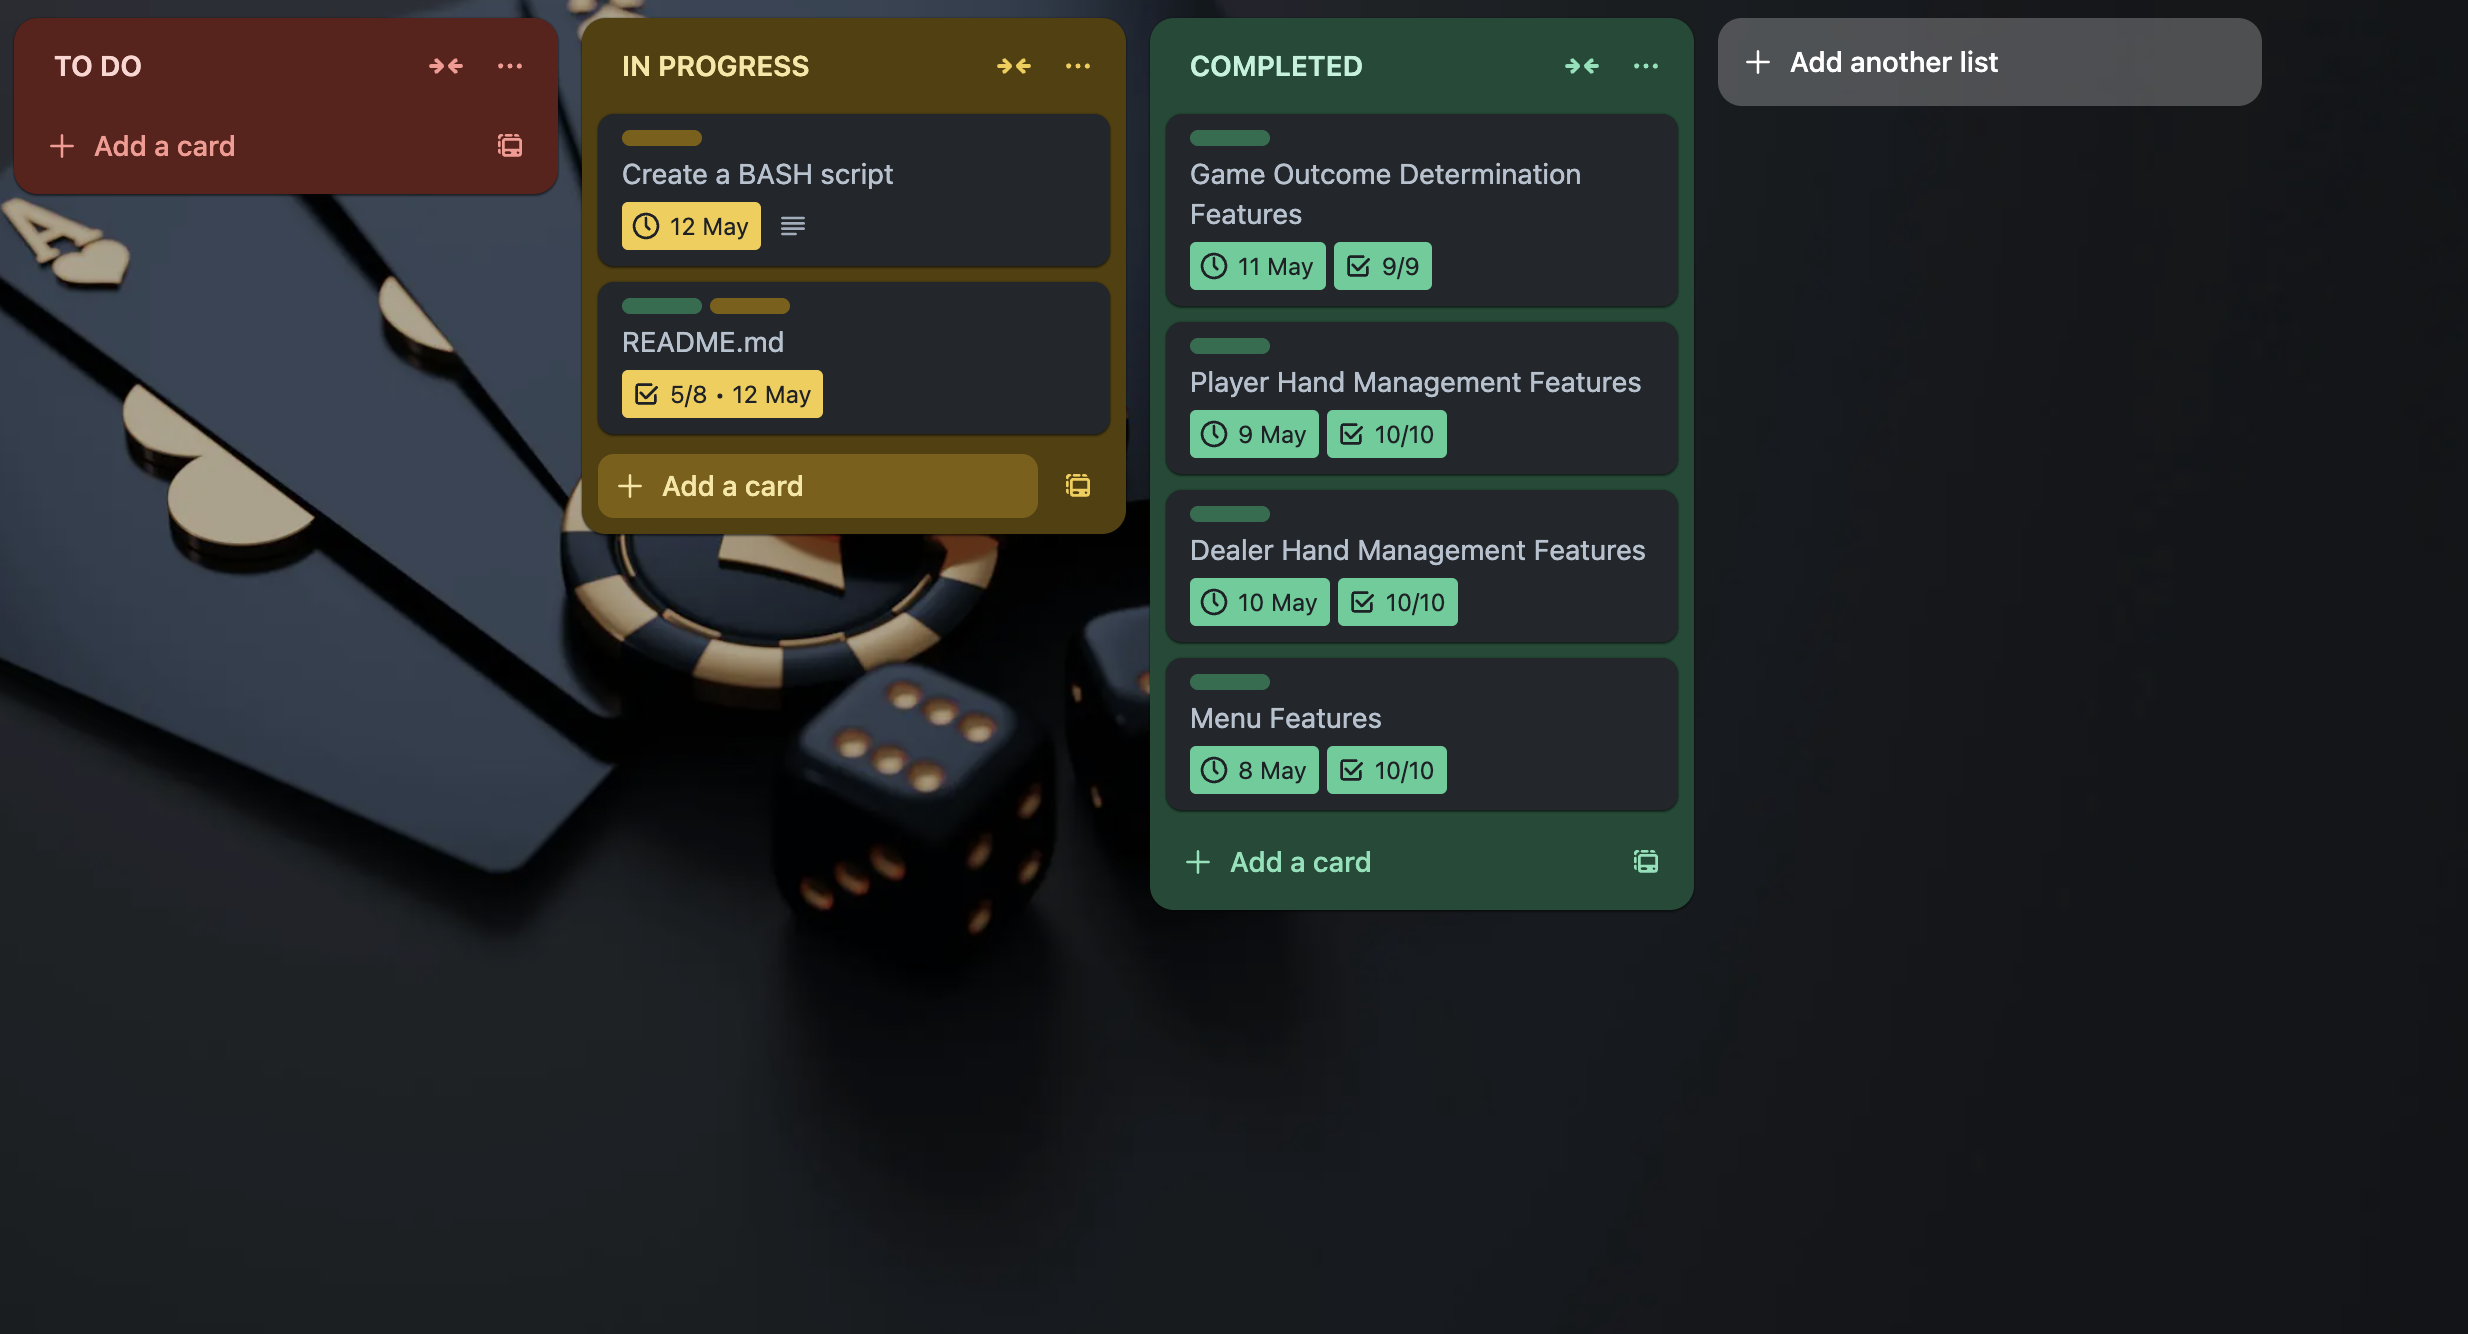 TO DO
Add a card
A
IN PROGRESS
Create a BASH script
12 May
README.md
5/8 • 12 May
Add a card
COMPLETED
Game Outcome Determination
Features
11 May 9/9
Player Hand Management Features
9 May 10/10
Dealer Hand Management Features
10 May 10/10
Menu Features
8 May 10/10
Add a card
Add another list